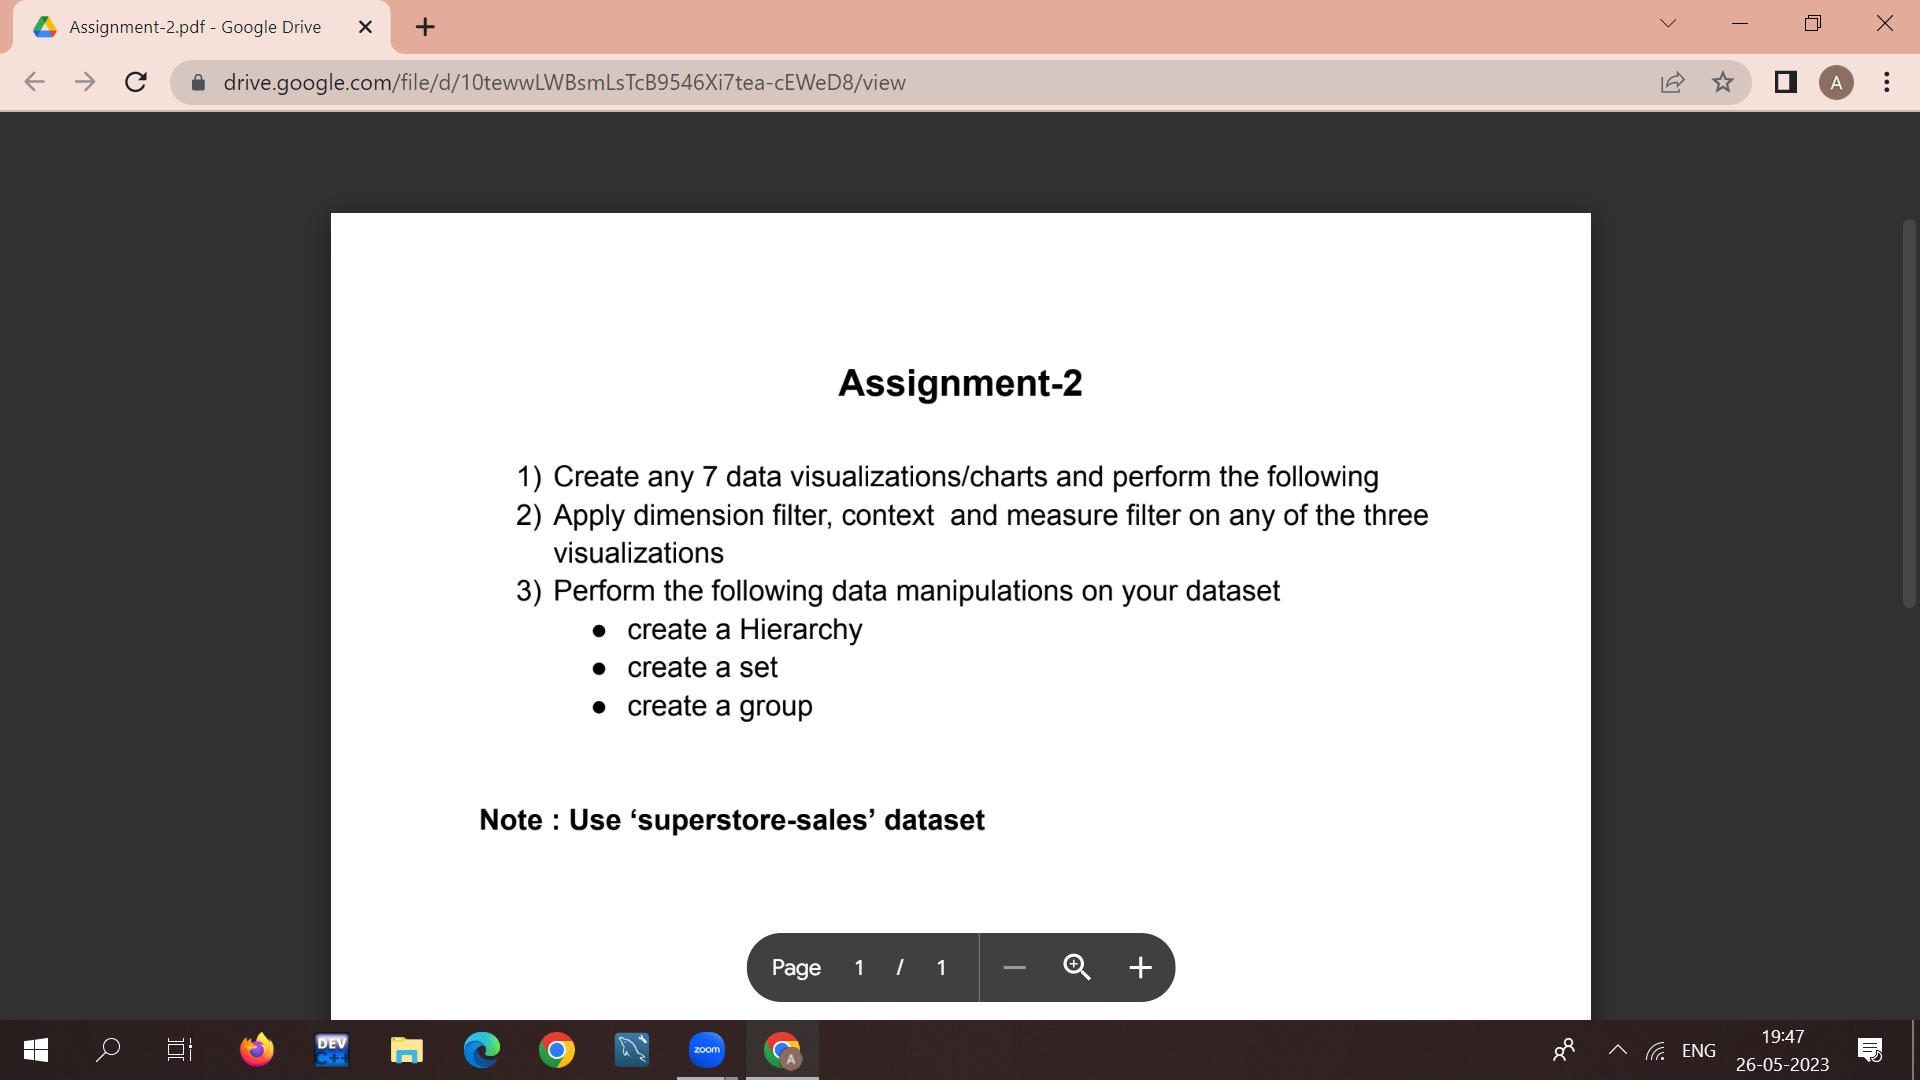 Assignment-2.pdf - Google Drive
drive.google.com/file/d/10tewwLWBsmLsTcB9546Xi7tea-cEWeD8/view
A
Assignment-2
1) Create any 7 data visualizations/charts and perform the following
2) Apply dimension filter, context  and measure filter on any of the three
visualizations
3) Perform the following data manipulations on your dataset
● create a Hierarchy
● create a set
● create a group
Note : Use ‘superstore-sales’ dataset
Page 1 / 1
DEV
C++
zoom
A
ENG
19:47
26-05-2023